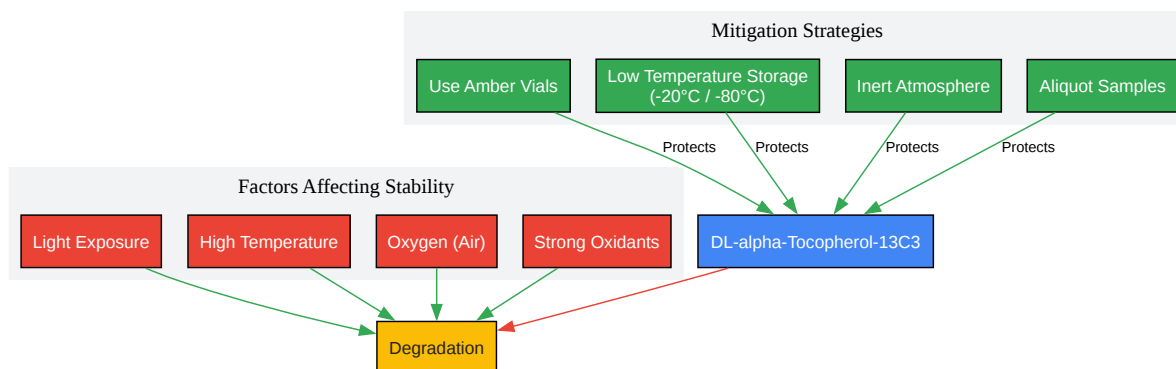 Mitigation Strategies
Use Amber Vials
Low Temperature Storage
(-20°C / -80°C)
Inert Atmosphere
Aliquot Samples
Protects
Protects
Protects
Protects
Factors Affecting Stability
Light Exposure
High Temperature
Oxygen (Air)
Strong Oxidants
DL-alpha-Tocopherol-13C3
Degradation